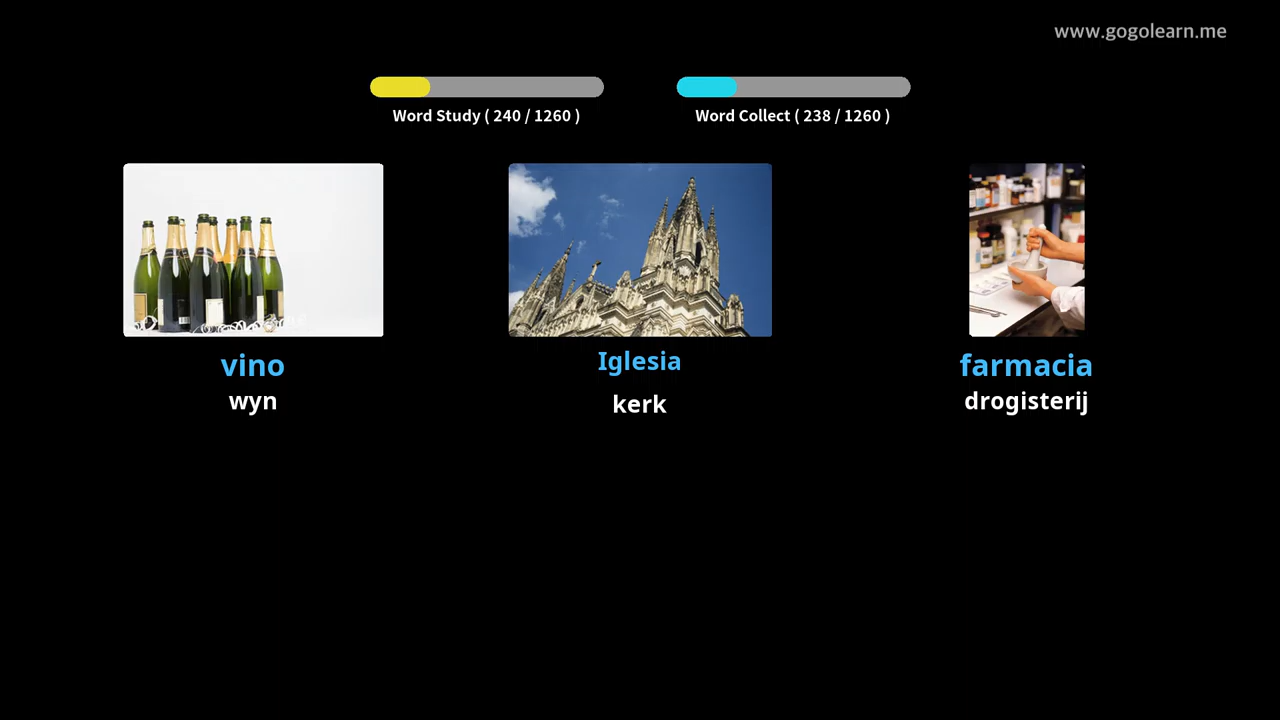 www.gogolearn.me
Word Study ( 240 / 1260 )
Word Collect ( 238 / 1260 )
vino
wyn
Iglesia
kerk
farmacia
drogisterij